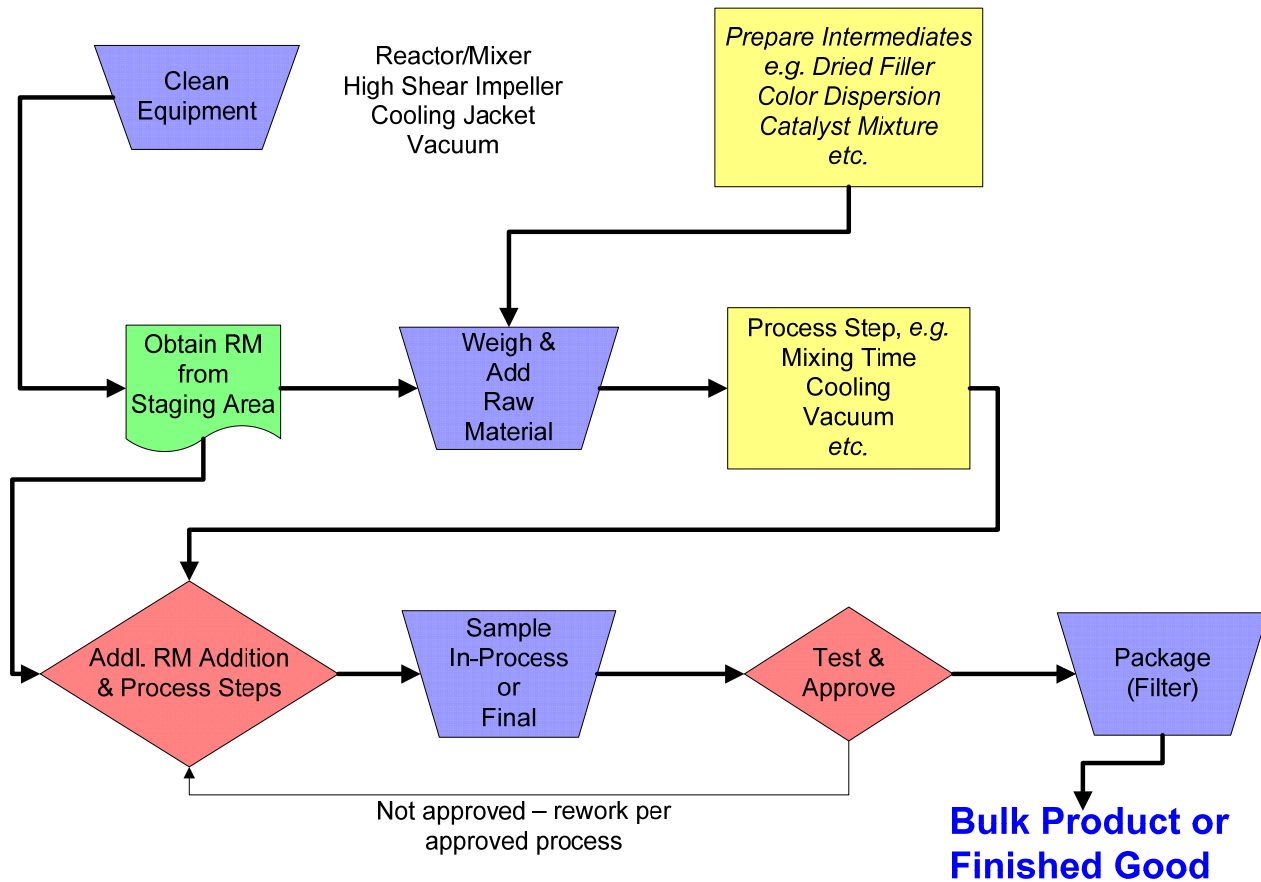 Clean
Equipment
Reactor/Mixer
High Shear Impeller
Cooling Jacket
Vacuum
Prepare Intermediates
e.g. Dried Filler
Color Dispersion
Catalyst Mixture
etc.
Obtain RM
from
Staging Area
Weigh &
Add
Raw
Material
Process Step, e.g.
Mixing Time
Cooling
Vacuum
etc.
Addl. RM Addition
& Process Steps
Sample
In-Process
or
Final
Test &
Approve
Package
(Filter)
Not approved – rework per
approved process
Bulk Product or
Finished Good